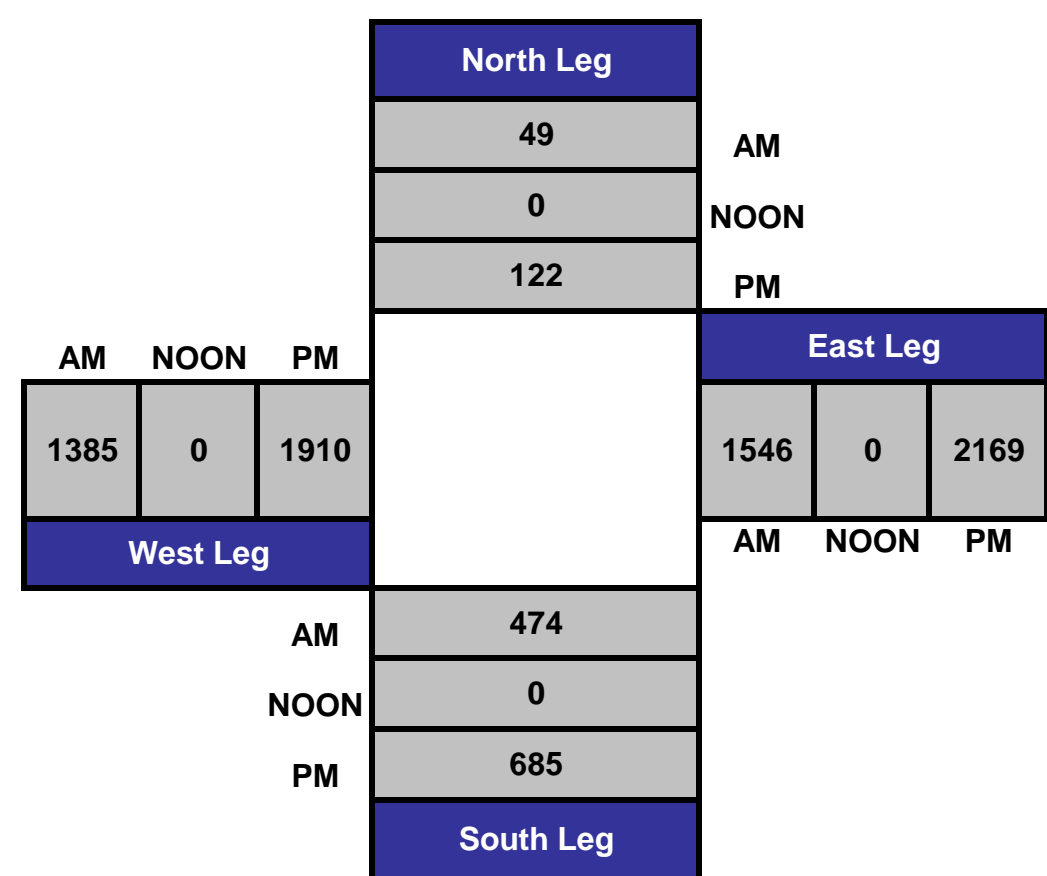 North Leg
49 AM
0 NOON
122 PM
East Leg
AM NOON PM
1385 0 1910
1546 0 2169
West Leg
AM NOON PM
AM 474
NOON 0
PM 685
South Leg